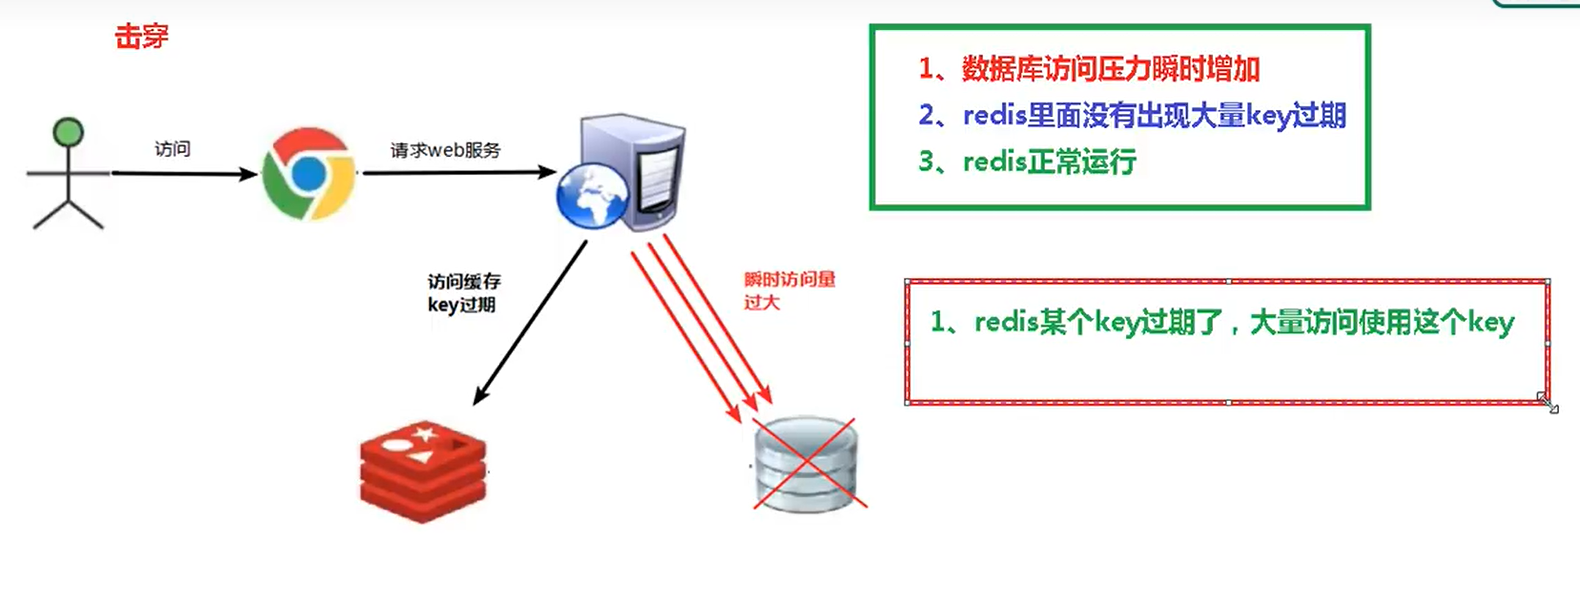 击穿
1、数据库访问压力瞬时增加
2、redis里面没有出现大量key过期
3、redis正常运行
访问
请求web服务
访问缓存
key过期
瞬时访问量
过大
1、redis某个key过期了，大量访问使用这个key